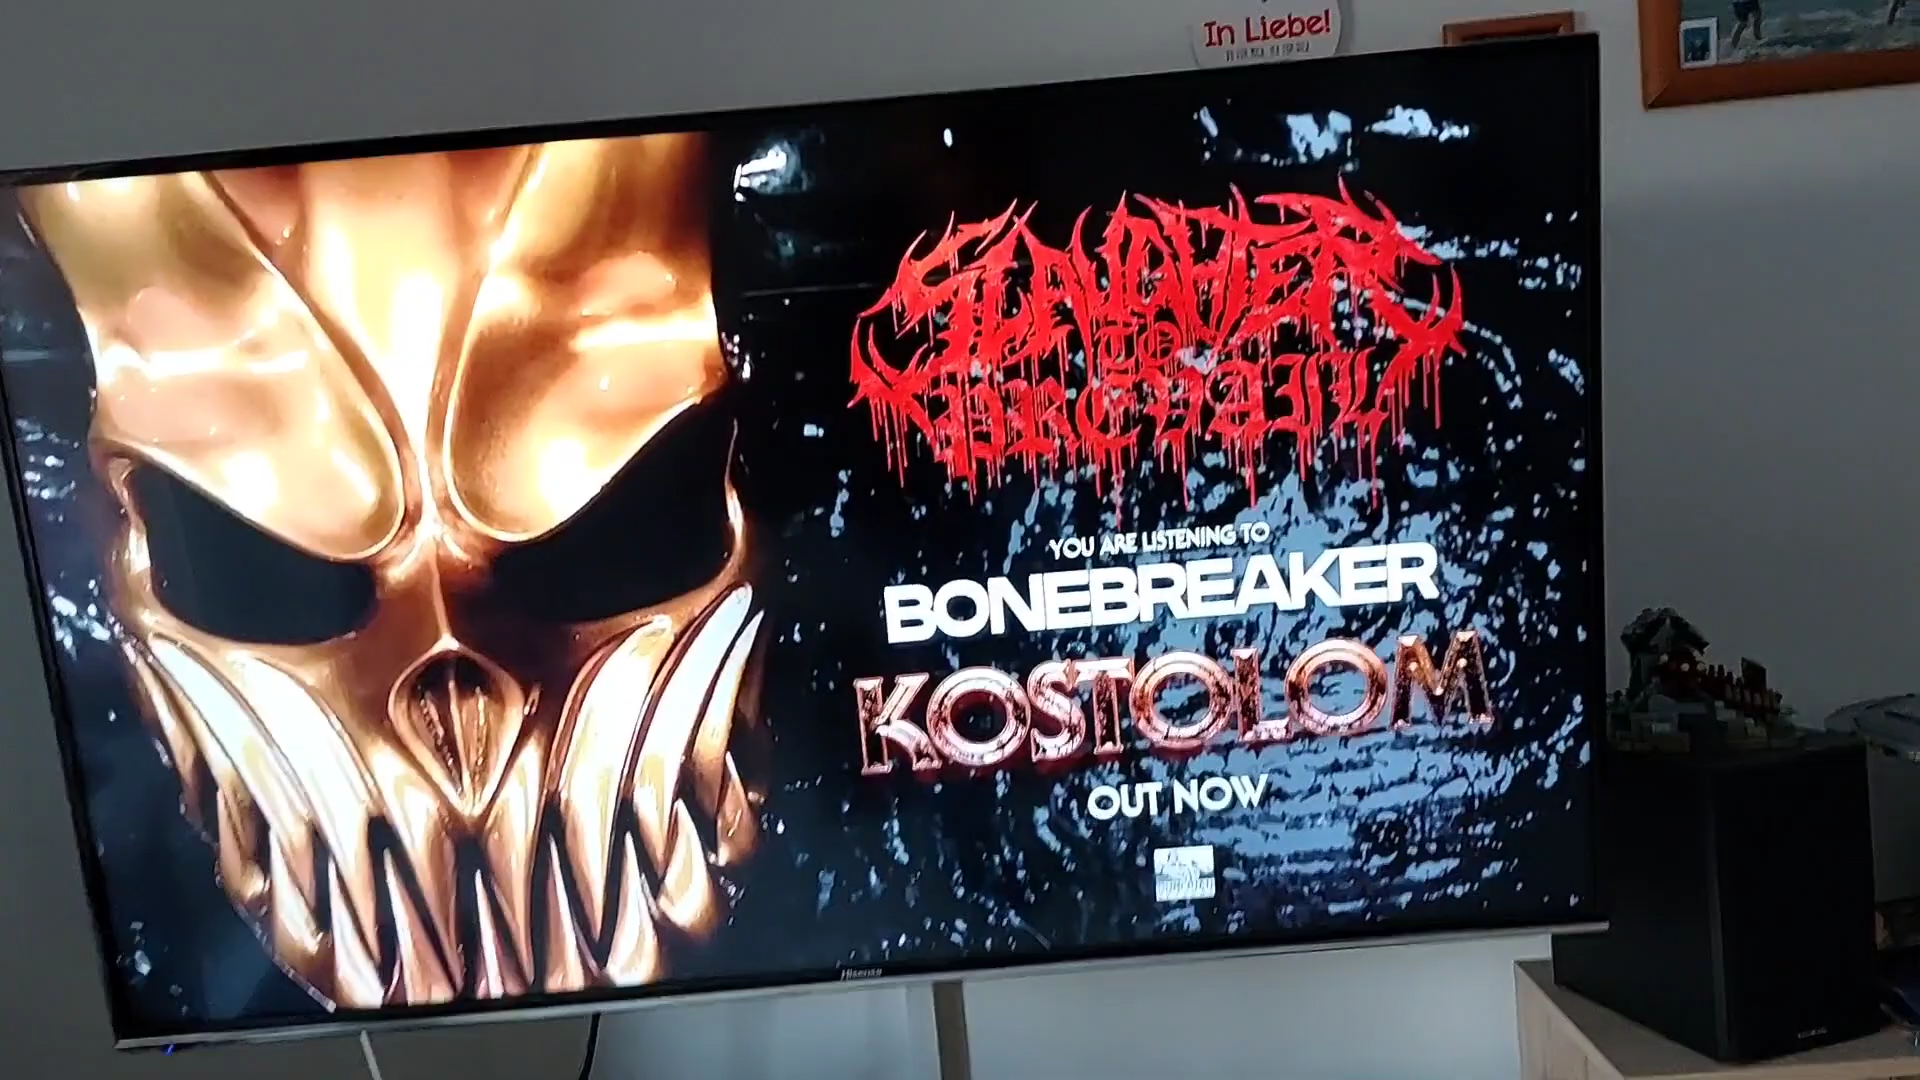 In Liebe!
SLAUGHTER
TO
PREVAIL
YOU ARE LISTENING TO
BONEBREAKER
KOSTOLOM
OUT NOW
Hisense